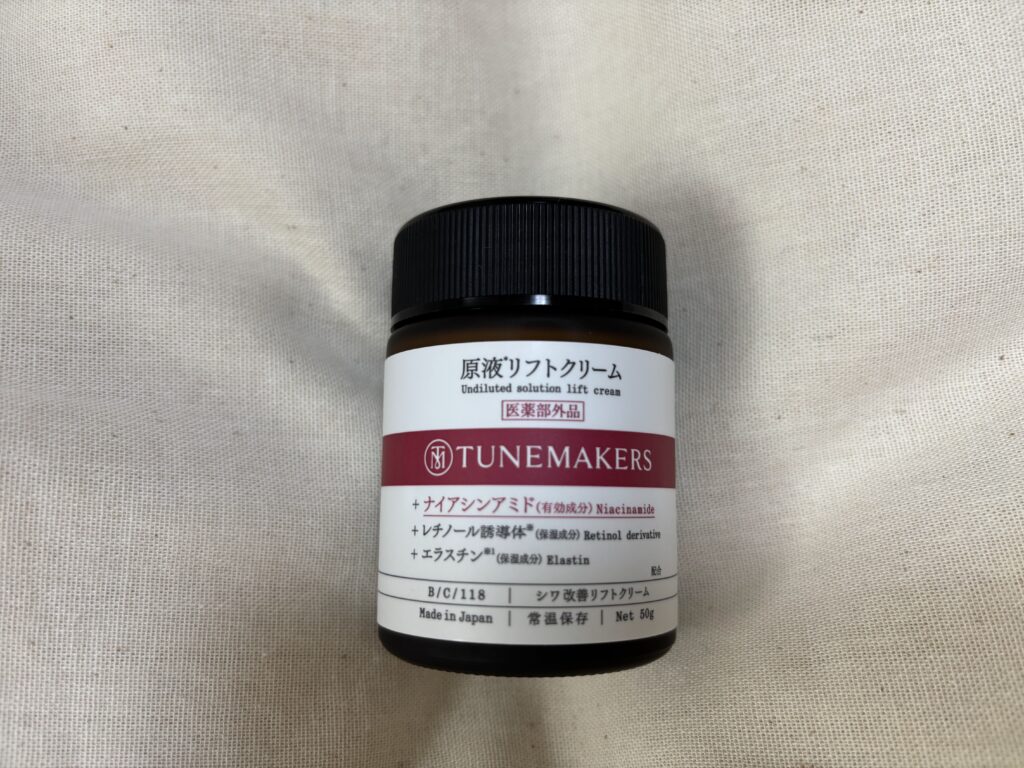 原液*リフトクリーム
Undiluted solution lift cream
医薬部外品
TUNEMAKERS
+ ナイアシンアミド(有効成分) Niacinamide
+ レチノール誘導体※(保湿成分) Retinol derivative
+ エラスチン※1(保湿成分) Elastin
配合
B/C/118 | シワ改善リフトクリーム
Made in Japan | 常温保存 | Net 50g